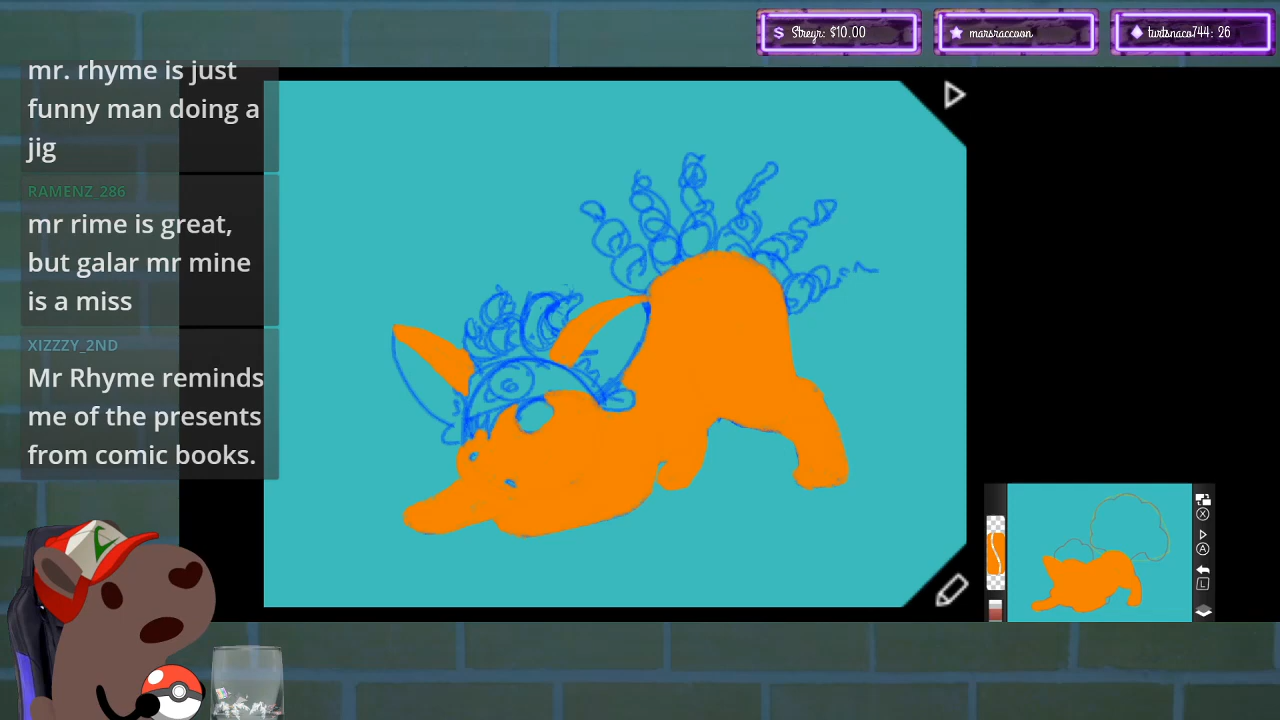 Streyr: $10.00
marsraccoon
turtsnaco744: 26
mr. rhyme is just
funny man doing a
jig
RAMENZ_286
mr rime is great,
but galar mr mine
is a miss
XIZZZY_2ND
Mr Rhyme reminds
me of the presents
from comic books.